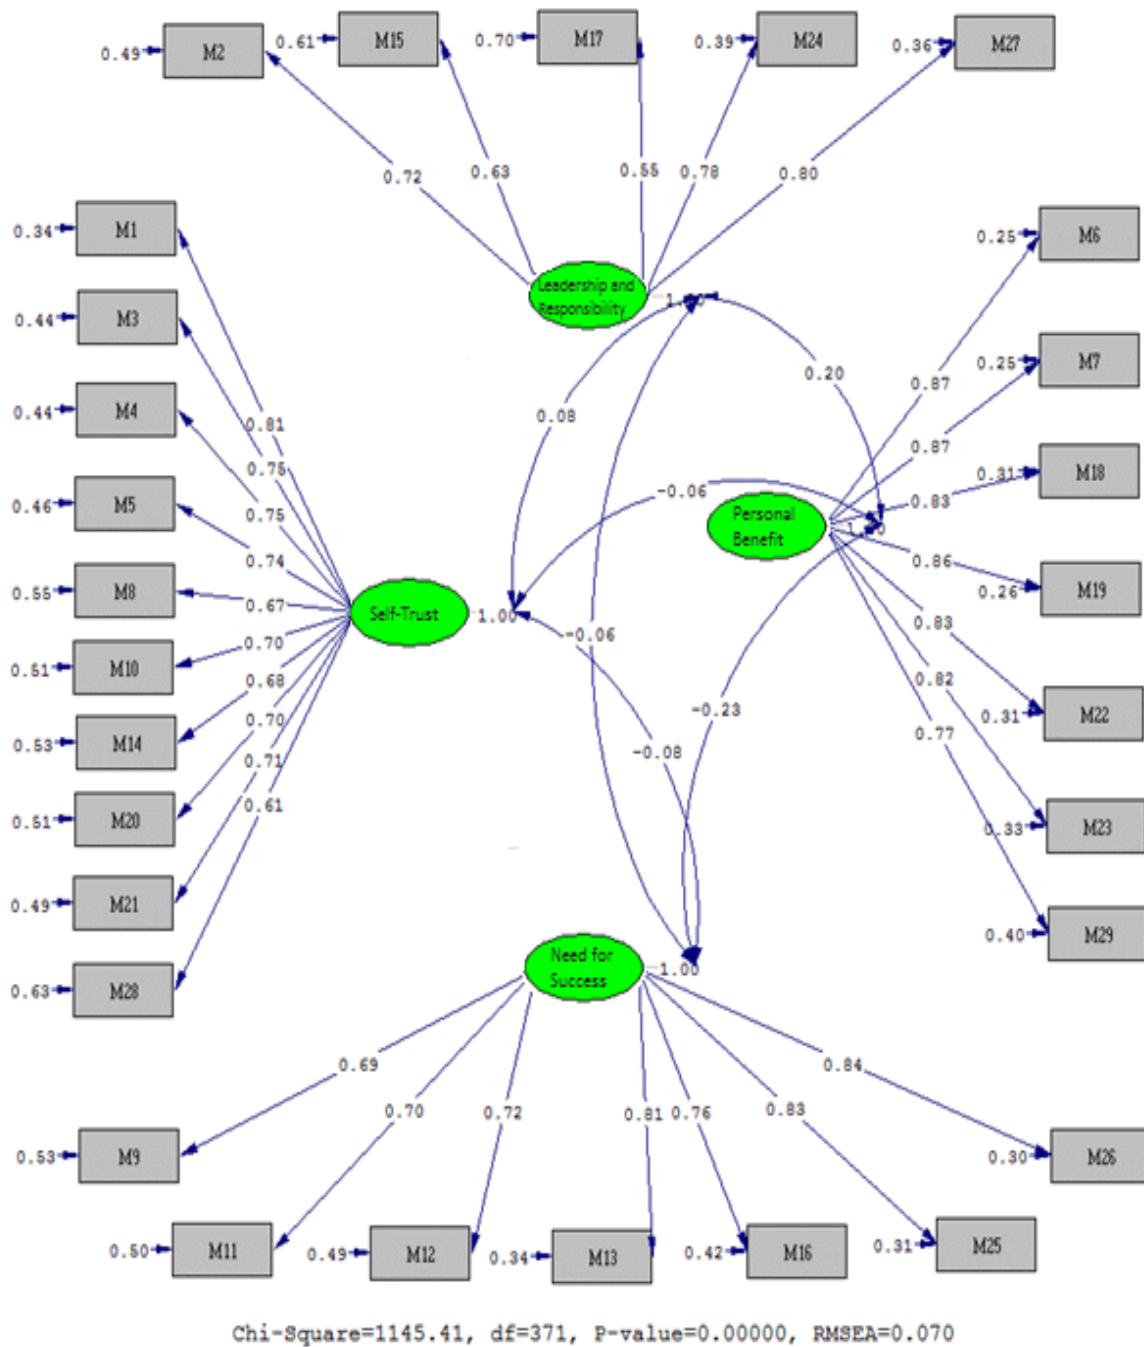 0.49 M2
0.61 M15
0.70 M17
0.39 M24
0.36 M27
0.72
0.63
0.55
0.78
0.80
0.34 M1
0.44 M3
0.44 M4
0.46 M5
0.55 M8
0.51 M10
0.53 M14
0.51 M20
0.49 M21
0.63 M28
0.81
0.75
0.75
0.74
0.67
0.70
0.68
0.70
0.71
0.61
Leadership and
Responsibility
Self-Trust
1.00
Personal
Benefit
Need for
Success
1.00
0.08
0.20
-0.06
-0.06
-0.23
-0.08
0.25 M6
0.25 M7
0.31 M18
0.26 M19
0.31 M22
0.33 M23
0.40 M29
0.87
0.87
0.83
0.86
0.83
0.82
0.77
0.69
0.70
0.72
0.81
0.76
0.83
0.84
0.53 M9
0.50 M11
0.49 M12
0.34 M13
0.42 M16
0.31 M25
0.30 M26
Chi-Square=1145.41, df=371, P-value=0.00000, RMSEA=0.070